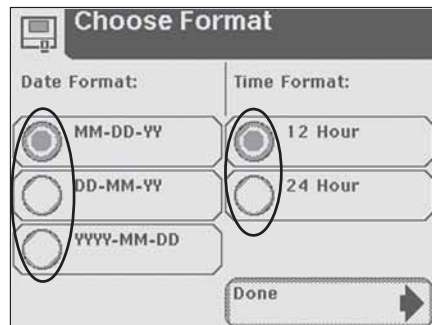 Choose Format
Date Format:
Time Format:
MM-DD-YY
12 Hour
DD-MM-YY
24 Hour
YYYY-MM-DD
Done